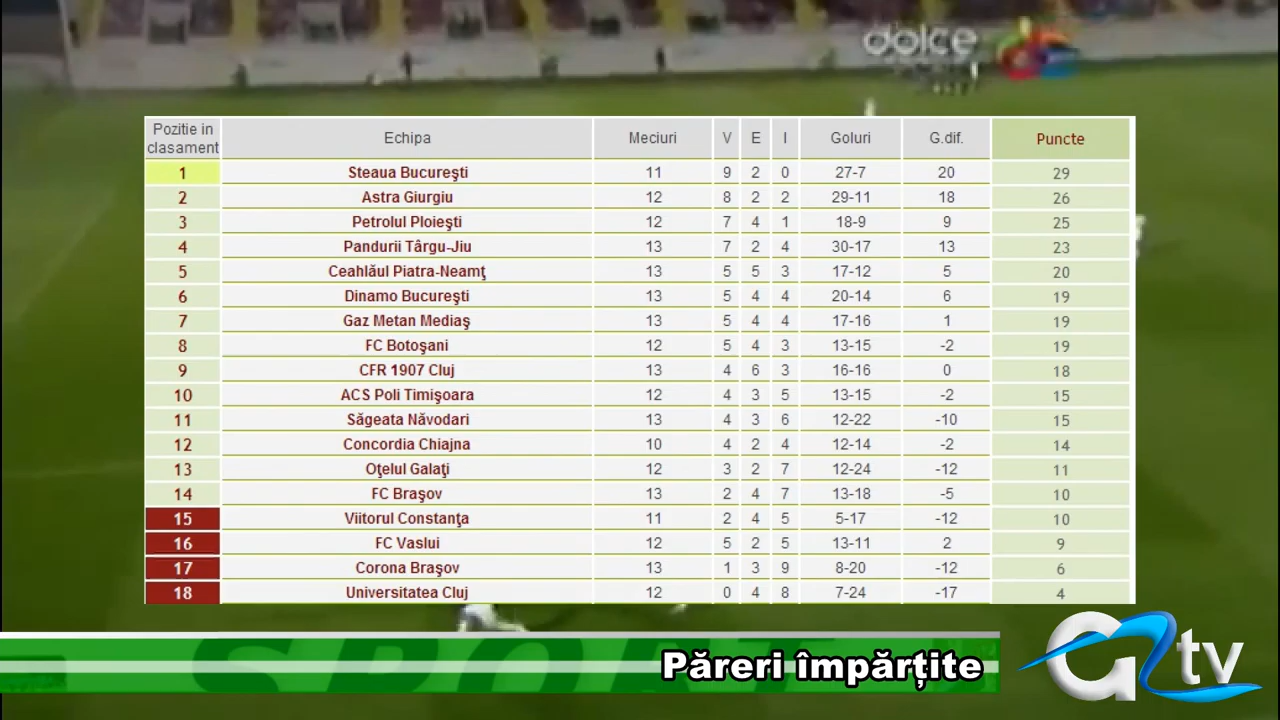 dolce
Pozitie in clasament Echipa Meciuri V E I Goluri G.dif. Puncte
1 Steaua Bucureşti 11 9 2 0 27-7 20 29
2 Astra Giurgiu 12 8 2 2 29-11 18 26
3 Petrolul Ploieşti 12 7 4 1 18-9 9 25
4 Pandurii Târgu-Jiu 13 7 2 4 30-17 13 23
5 Ceahlăul Piatra-Neamţ 13 5 5 3 17-12 5 20
6 Dinamo Bucureşti 13 5 4 4 20-14 6 19
7 Gaz Metan Mediaş 13 5 4 4 17-16 1 19
8 FC Botoşani 12 5 4 3 13-15 -2 19
9 CFR 1907 Cluj 13 4 6 3 16-16 0 18
10 ACS Poli Timişoara 12 4 3 5 13-15 -2 15
11 Săgeata Năvodari 13 4 3 6 12-22 -10 15
12 Concordia Chiajna 10 4 2 4 12-14 -2 14
13 Oţelul Galaţi 12 3 2 7 12-24 -12 11
14 FC Braşov 13 2 4 7 13-18 -5 10
15 Viitorul Constanţa 11 2 4 5 5-17 -12 10
16 FC Vaslui 12 5 2 5 13-11 2 9
17 Corona Braşov 13 1 3 9 8-20 -12 6
18 Universitatea Cluj 12 0 4 8 7-24 -17 4
SPORT
Păreri împărțite
tv